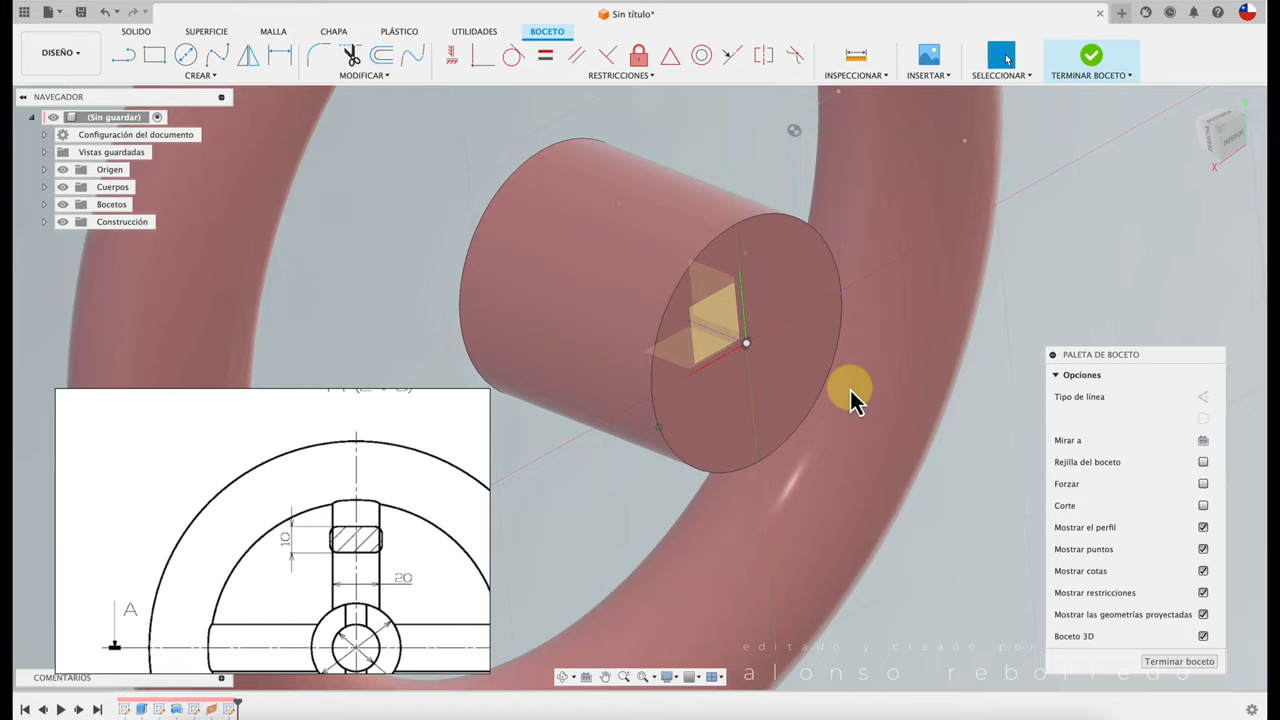 Sin título*
SOLIDO SUPERFICIE MALLA CHAPA PLÁSTICO UTILIDADES BOCETO
DISEÑO
CREAR MODIFICAR RESTRICCIONES INSPECCIONAR INSERTAR SELECCIONAR TERMINAR BOCETO
NAVEGADOR
(Sin guardar)
Configuración del documento
Vistas guardadas
Origen
Cuerpos
Bocetos
Construcción
X
10
20
A
PALETA DE BOCETO
Opciones
Tipo de línea
Mirar a
Rejilla del boceto
Forzar
Corte
Mostrar el perfil
Mostrar puntos
Mostrar cotas
Mostrar restricciones
Mostrar las geometrías proyectadas
Boceto 3D
Terminar boceto
editado y creado por
alonso rebolledo
COMENTARIOS